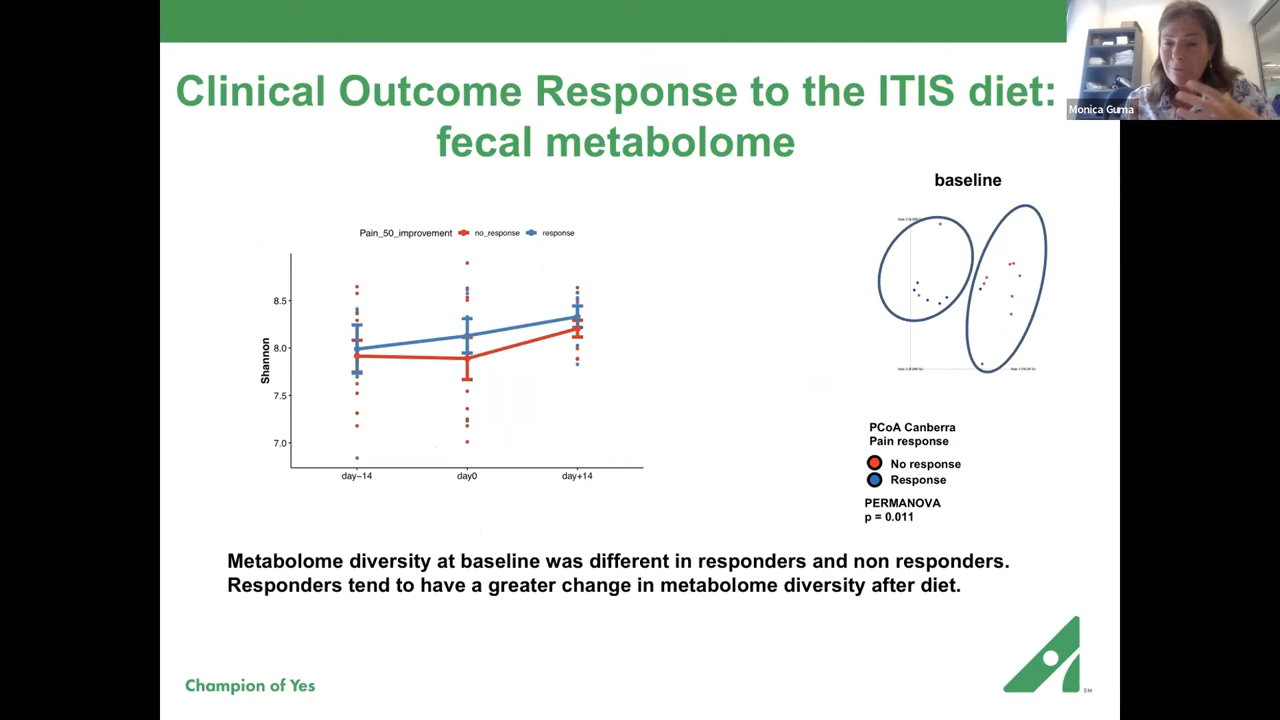 Clinical Outcome Response to the ITIS diet:
fecal metabolome
Monica Guma
baseline
Pain_50_improvement no_response response
8.5
8.0
7.5
7.0
Shannon
day−14 day0 day+14
PCoA Canberra
Pain response
No response
Response
PERMANOVA
p = 0.011
Metabolome diversity at baseline was different in responders and non responders.
Responders tend to have a greater change in metabolome diversity after diet.
Champion of Yes
SM